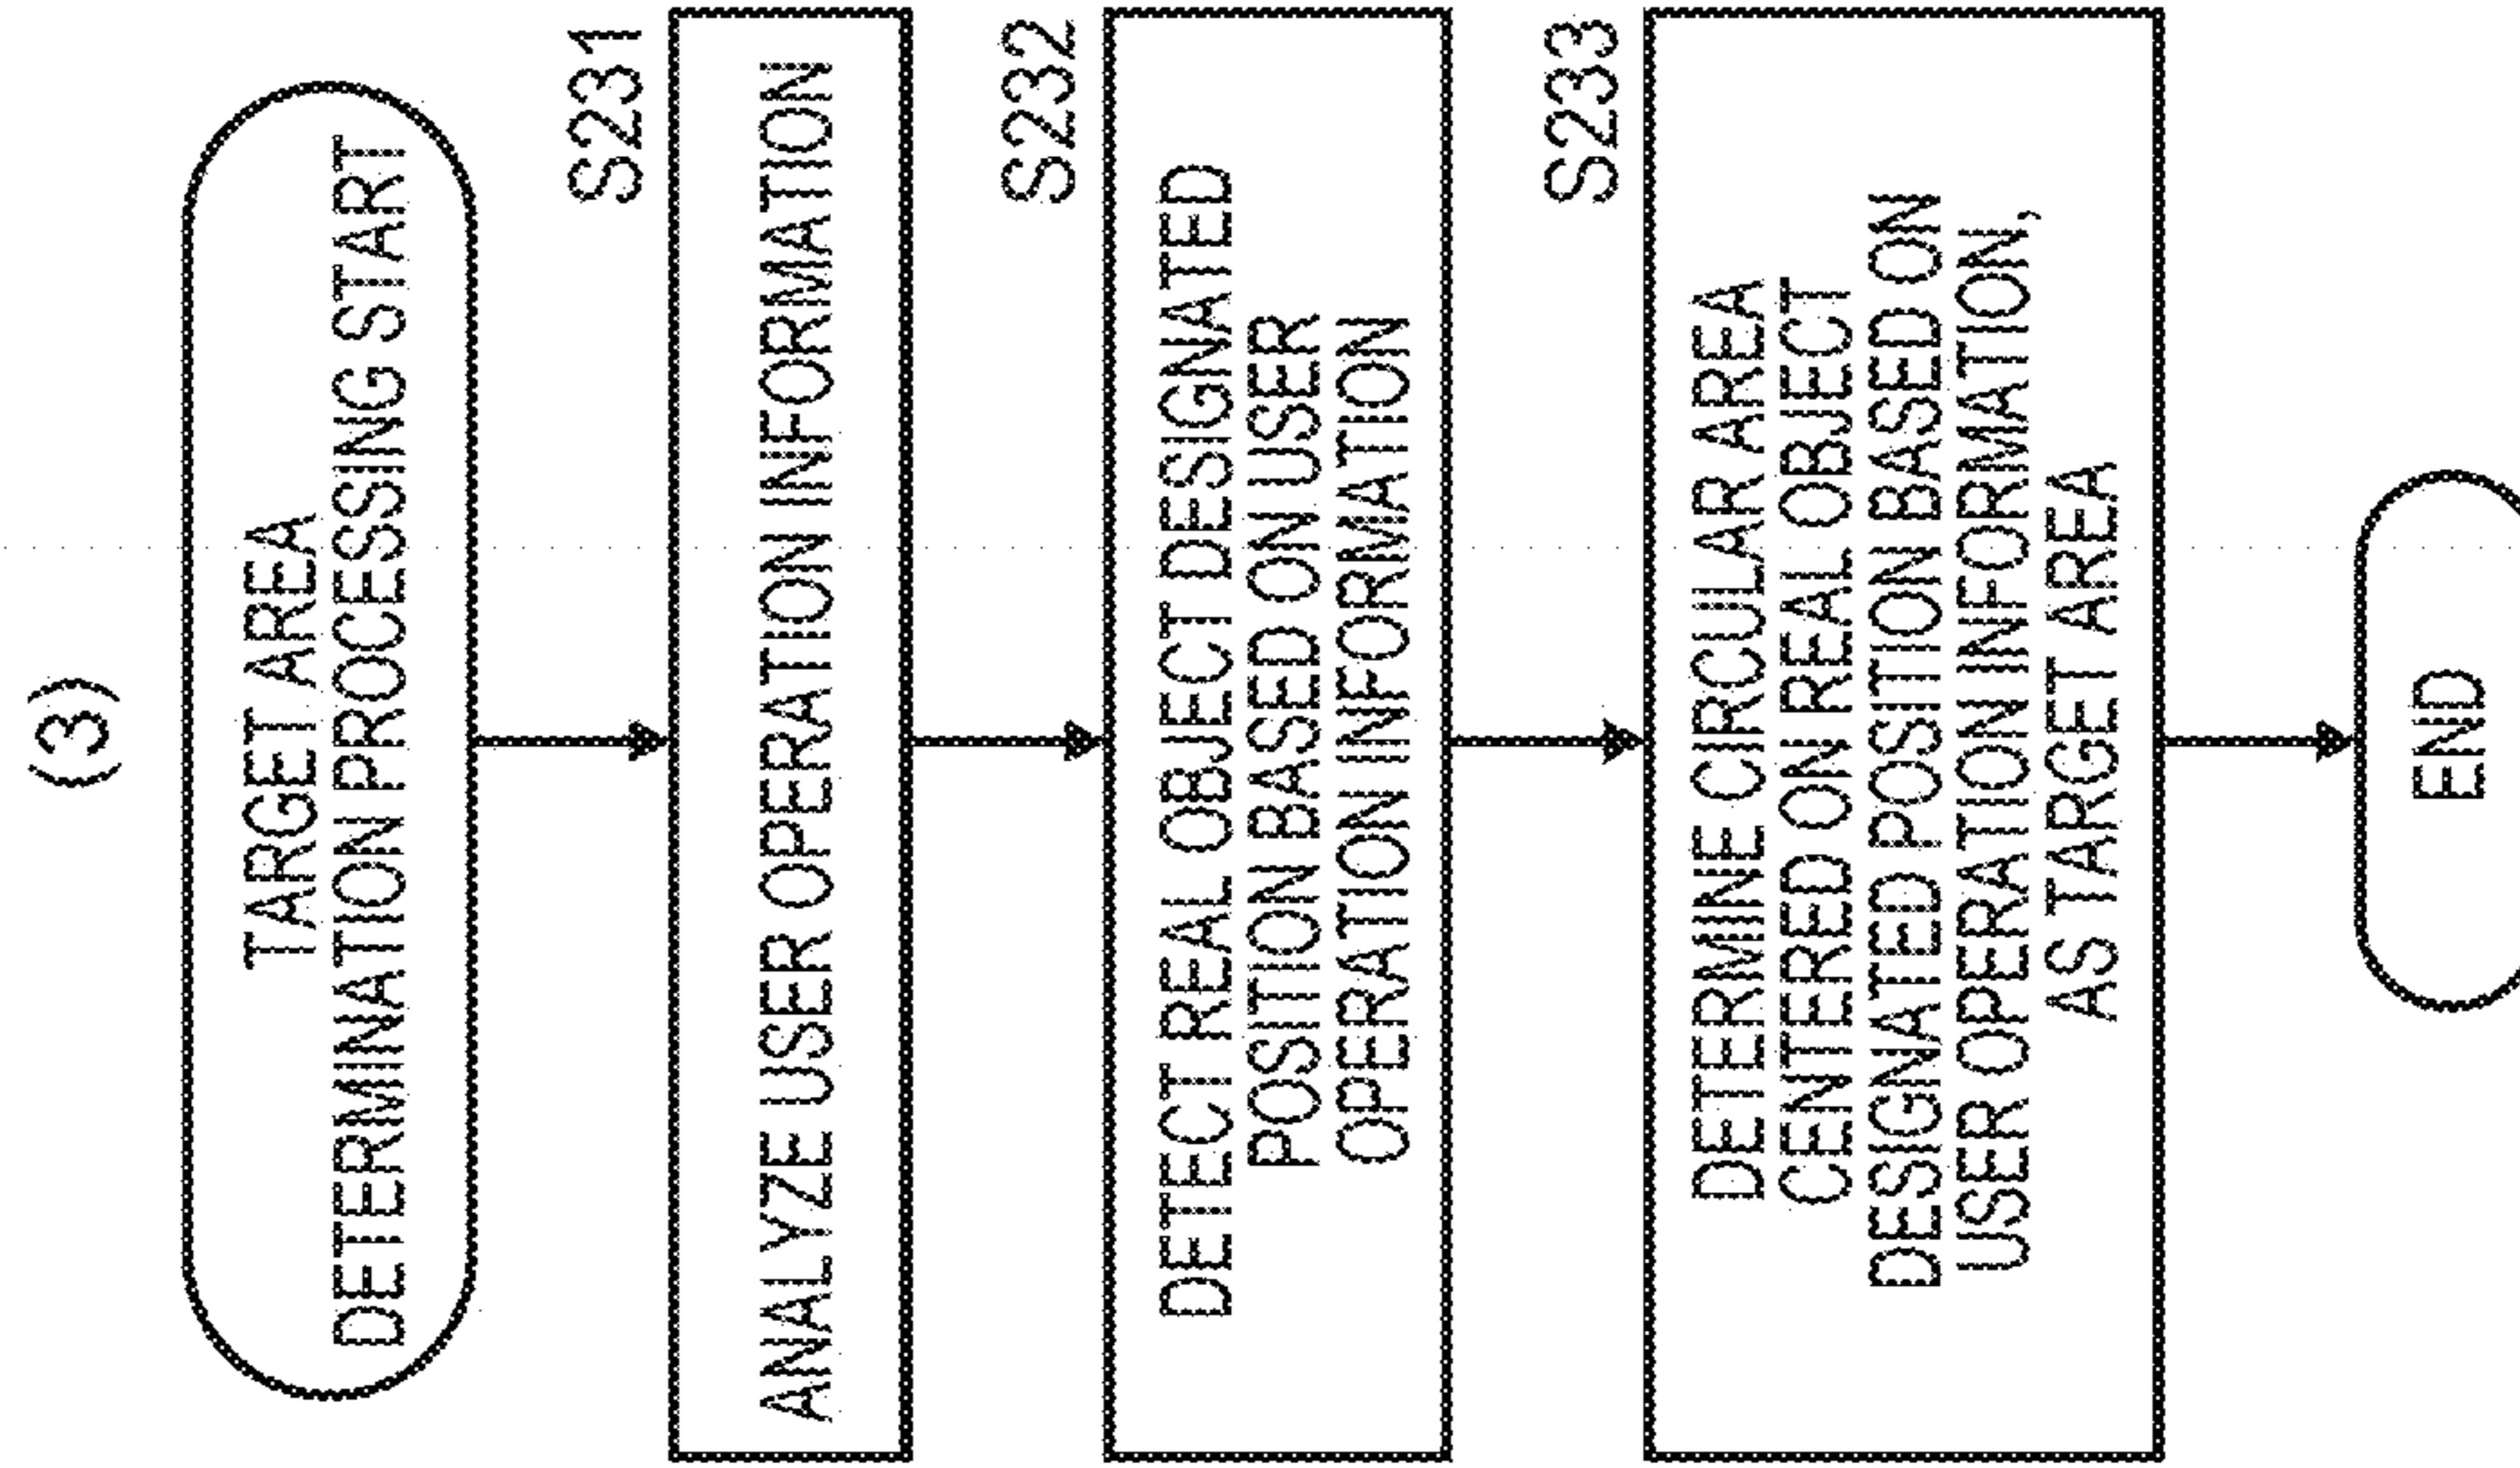 (3)
TARGET AREA
DETERMINATION PROCESSING START
S231
ANALYZE USER OPERATION INFORMATION
S232
DETECT REAL OBJECT DESIGNATED
POSITION BASED ON USER
OPERATION INFORMATION
S233
DETERMINE CIRCULAR AREA
CENTERED ON REAL OBJECT
DESIGNATED POSITION BASED ON
USER OPERATION INFORMATION,
AS TARGET AREA
END